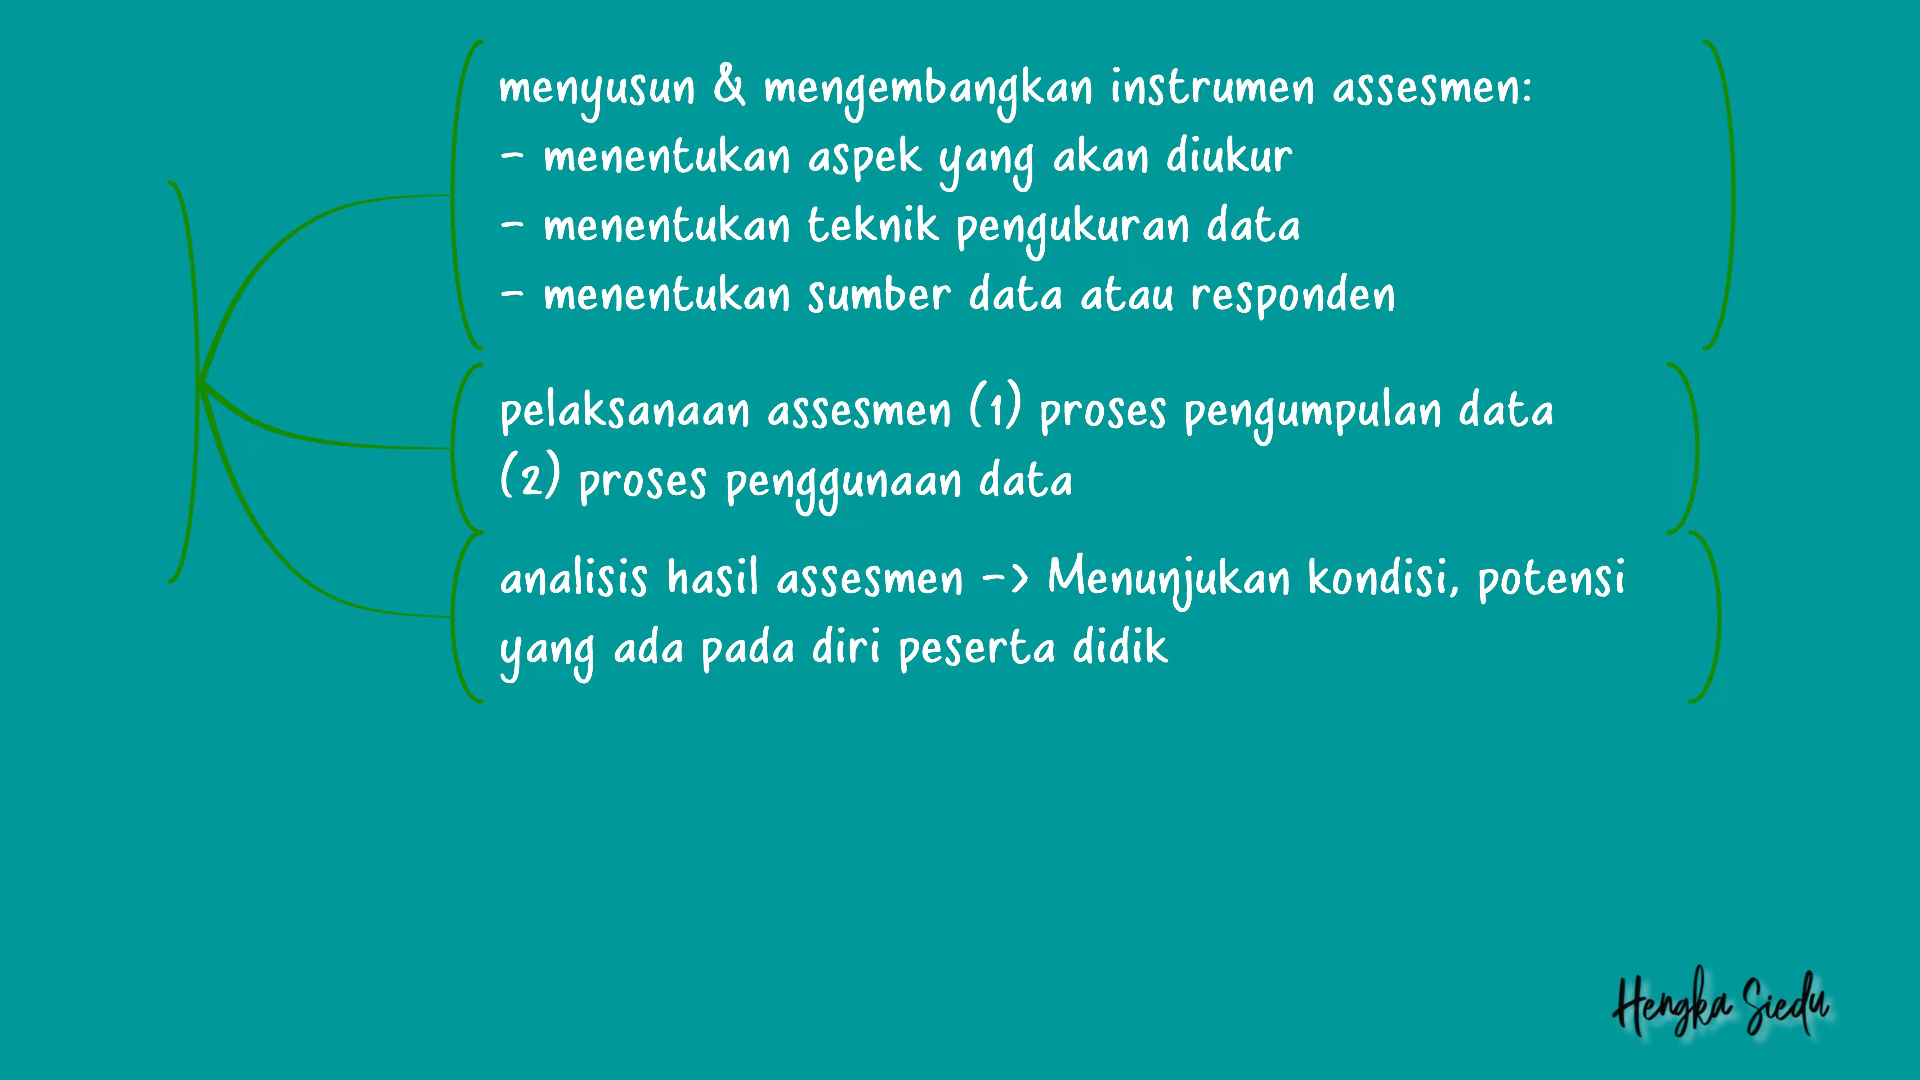 menyusun & mengembangkan instrumen assesmen:
- menentukan aspek yang akan diukur
- menentukan teknik pengukuran data
- menentukan sumber data atau responden
pelaksanaan assesmen (1) proses pengumpulan data
(2) proses penggunaan data
analisis hasil assesmen -> Menunjukan kondisi, potensi
yang ada pada diri peserta didik
Hengka Siedu